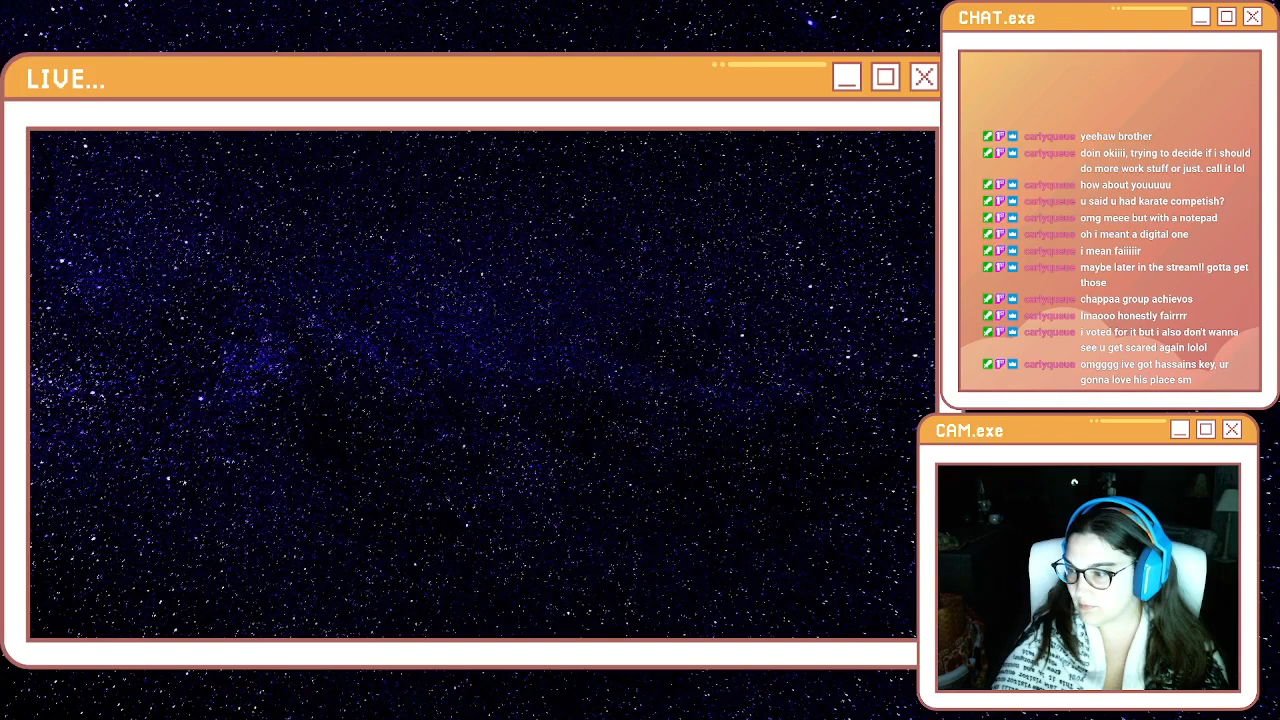 CHAT.exe
LIVE...
carlyqueue yeehaw brother
carlyqueue doin okiiii, trying to decide if i should
do more work stuff or just. call it lol
carlyqueue how about youuuuu
carlyqueue u said u had karate competish?
carlyqueue omg meee but with a notepad
carlyqueue oh i meant a digital one
carlyqueue i mean faiiiiir
carlyqueue maybe later in the stream!! gotta get
those
carlyqueue chappaa group achievos
carlyqueue lmaooo honestly fairrrr
carlyqueue i voted for it but i also don't wanna
see u get scared again lolol
carlyqueue omgggg ive got hassains key, ur
gonna love his place sm
CAM.exe